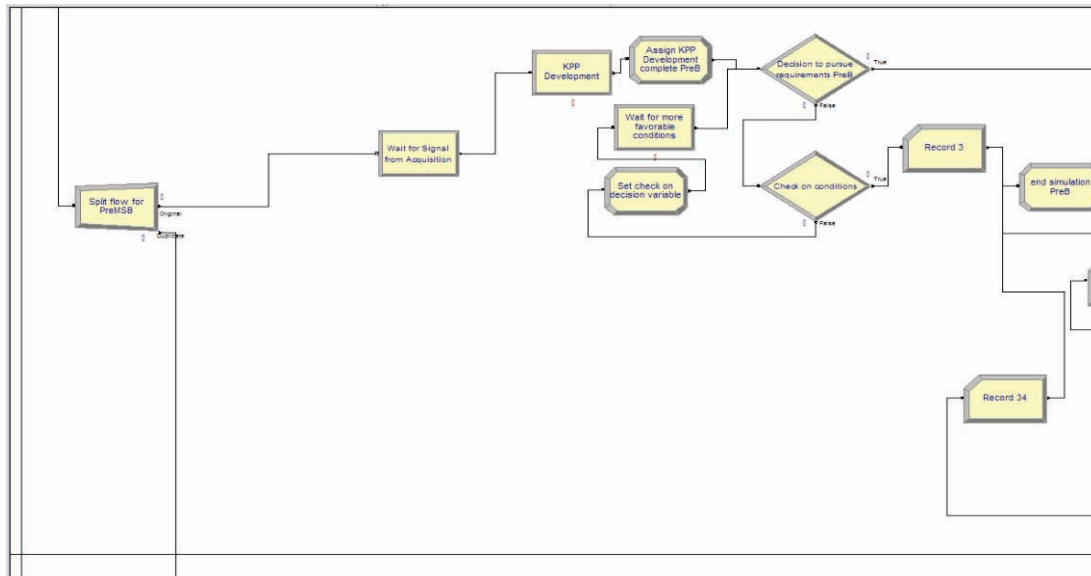 KPP
Development
Assign KPP
Development
complete PreB
Decision to pursue
requirements PreB
True
False
Wait for more
favorable
conditions
Wait for Signal
from Acquisition
Set check on
decision variable
Check on conditions
True
False
Record 3
end simulation
PreB
Split flow for
PreMSB
Original
Duplicate
Record 34